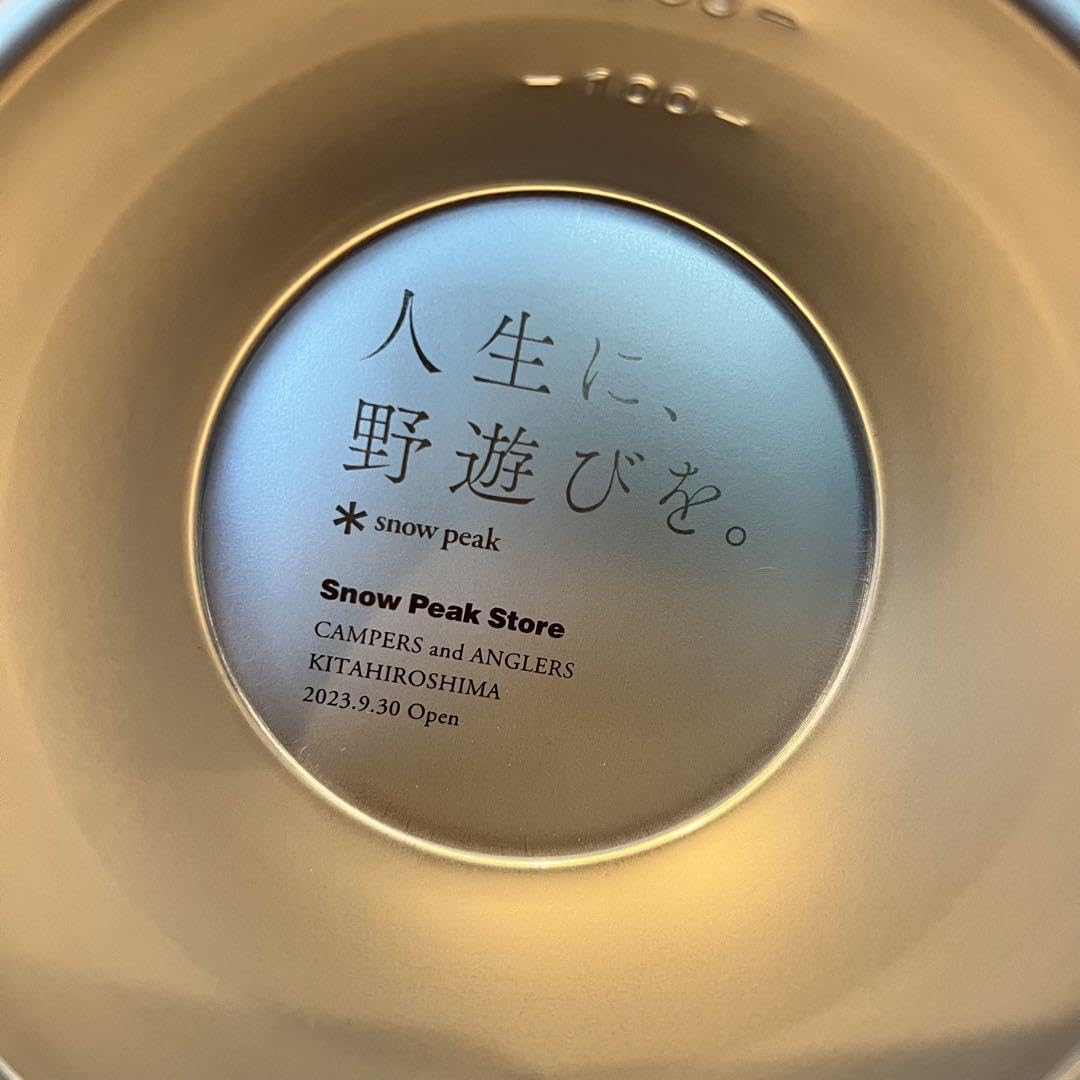 - 100 -
人生に、
野遊びを。
snow peak
Snow Peak Store
CAMPERS and ANGLERS
KITAHIROSHIMA
2023.9.30 Open